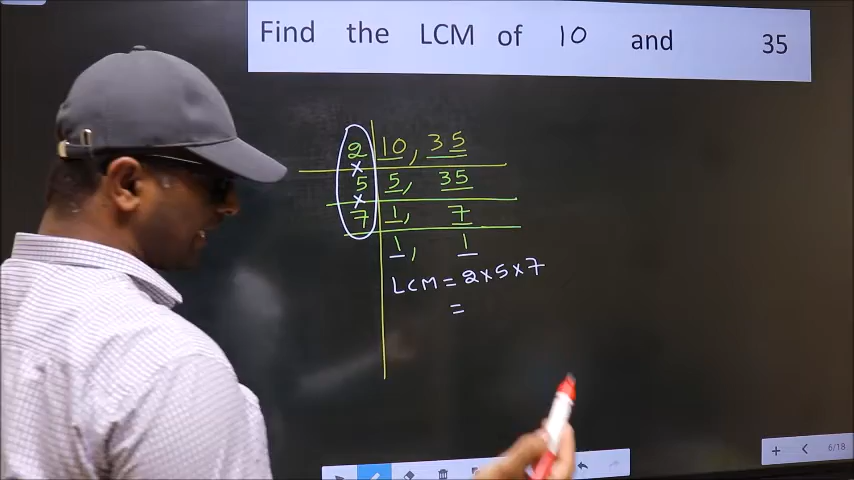 Find the LCM of 10 and 35
2 10, 35
×
5 5, 35
×
7 1, 7
1, 1
LCM = 2×5×7
=
+ < 6/18